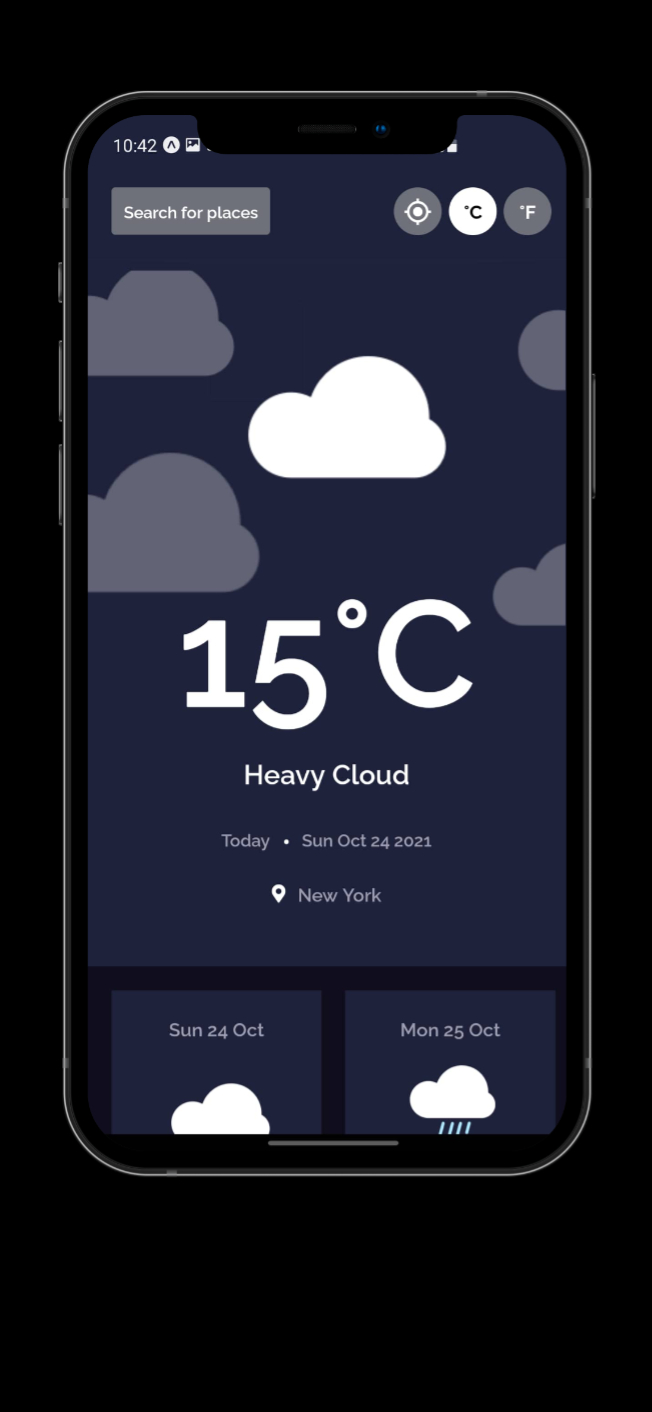 10:42
Search for places
°C
°F
15°C
Heavy Cloud
Today • Sun Oct 24 2021
New York
Sun 24 Oct
Mon 25 Oct